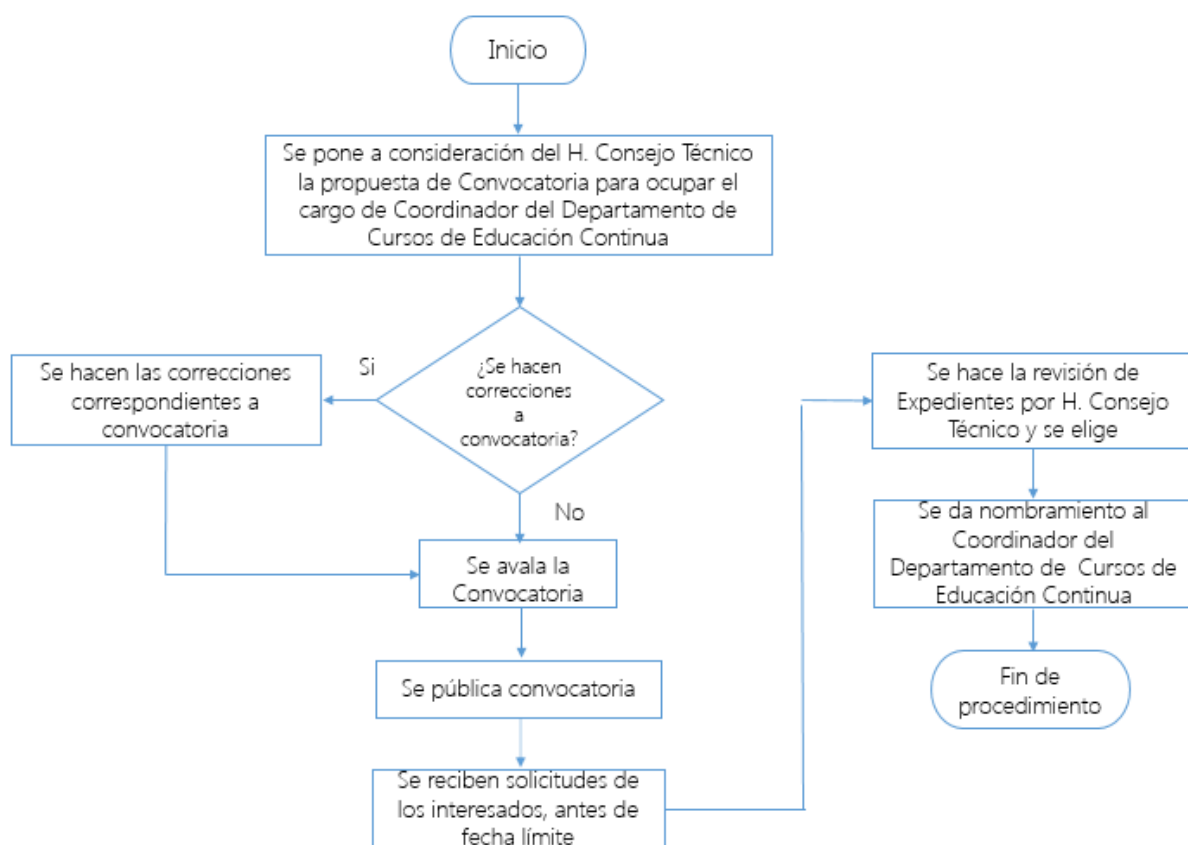 Inicio
Se pone a consideración del H. Consejo Técnico
la propuesta de Convocatoria para ocupar el
cargo de Coordinador del Departamento de
Cursos de Educación Continua
¿Se hacen
correcciones
a
convocatoria?
Si
Se hacen las correcciones
correspondientes a
convocatoria
No
Se avala la
Convocatoria
Se pública convocatoria
Se reciben solicitudes de
los interesados, antes de
fecha límite
Se hace la revisión de
Expedientes por H. Consejo
Técnico y se elige
Se da nombramiento al
Coordinador del
Departamento de Cursos de
Educación Continua
Fin de
procedimiento